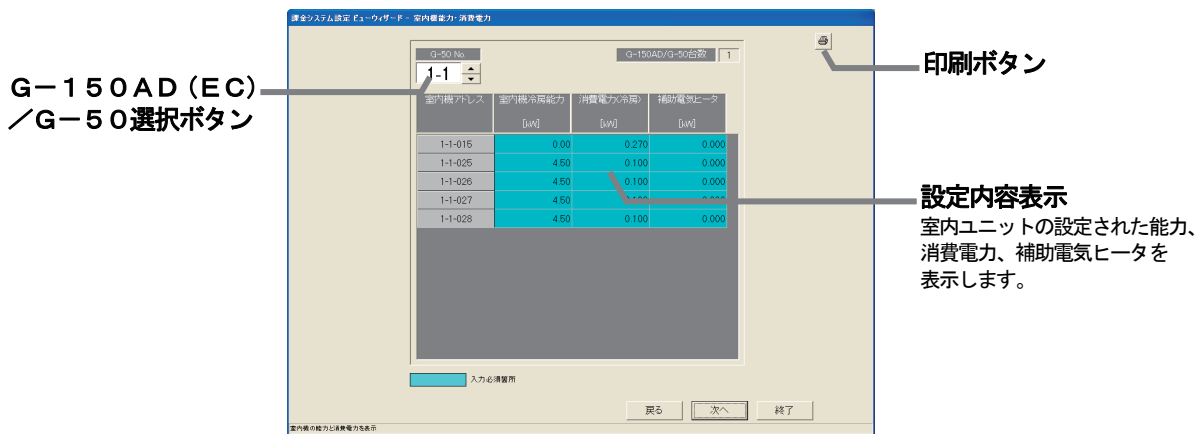 課金システム設定 ビューウィザード - 室内機能力・消費電力
G-50 No.
G-150AD/G-50台数 1
1-1
室内機アドレス 室内機冷房能力 消費電力(冷房) 補助電気ヒータ
[kW] [kW] [kW]
1-1-015 0.00 0.270 0.000
1-1-025 4.50 0.100 0.000
1-1-026 4.50 0.100 0.000
1-1-027 4.50
1-1-028 4.50 0.100 0.000
入力必須箇所
戻る 次へ 終了
室内機の能力と消費電力を表示
G-150AD(EC)
/G-50選択ボタン
印刷ボタン
設定内容表示
室内ユニットの設定された能力、
消費電力、補助電気ヒータを
表示します。